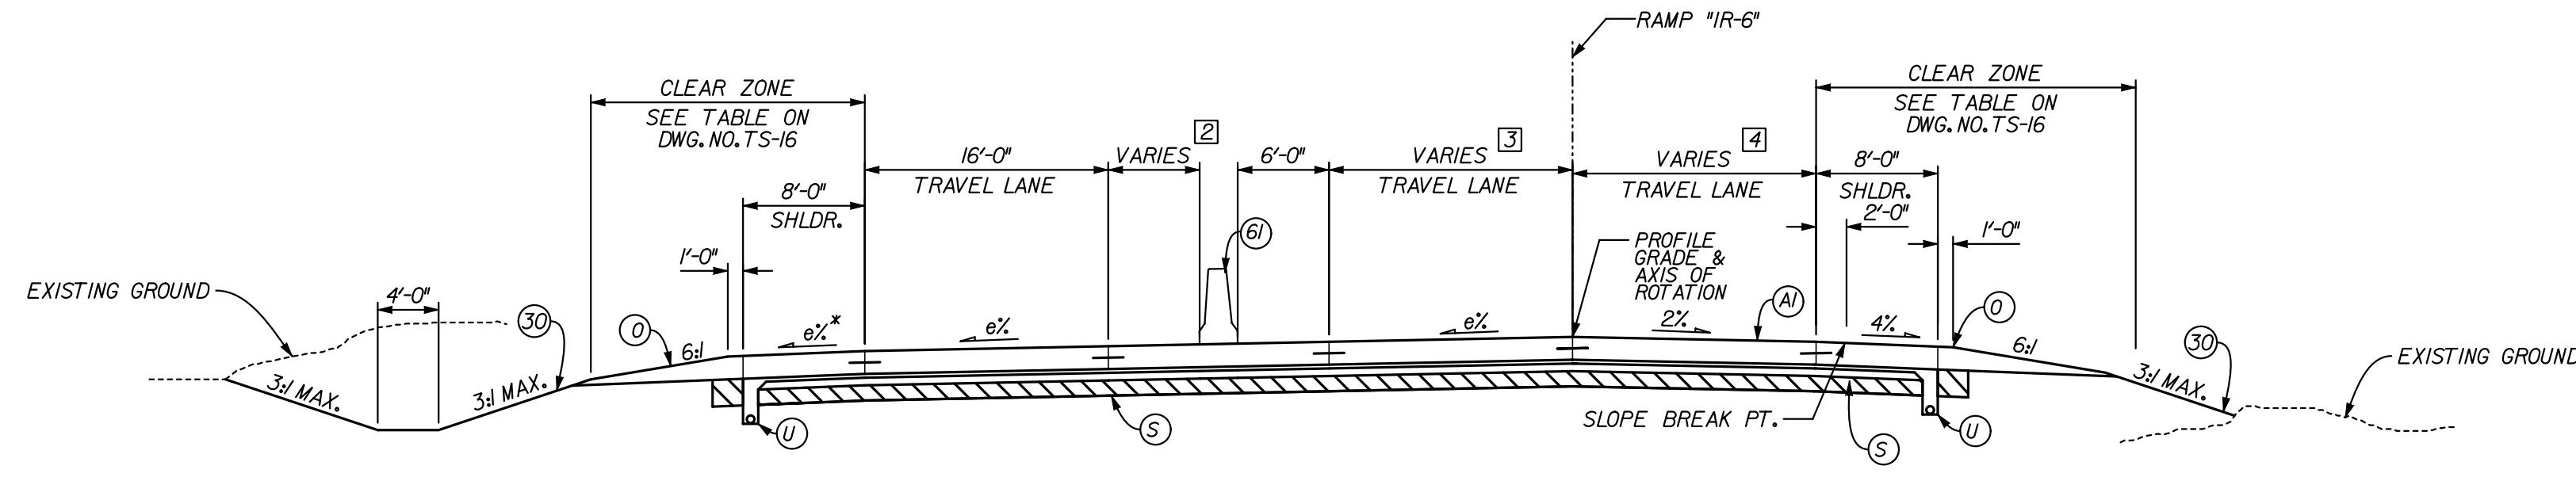 RAMP "IR-6"
CLEAR ZONE
SEE TABLE ON
DWG. NO. TS-16
CLEAR ZONE
SEE TABLE ON
DWG. NO. TS-16
16'-0"
TRAVEL LANE
VARIES
2
6'-0"
VARIES
3
TRAVEL LANE
VARIES
4
TRAVEL LANE
8'-0"
SHLDR.
2'-0"
1'-0"
8'-0"
SHLDR.
1'-0"
61
EXISTING GROUND
4'-0"
30
O
6:1
e%*
e%
e%
PROFILE
GRADE &
AXIS OF
ROTATION
2%
A1
4%
O
6:1
30
EXISTING GROUND
3:1 MAX.
3:1 MAX.
3:1 MAX.
U
S
SLOPE BREAK PT.
S
U